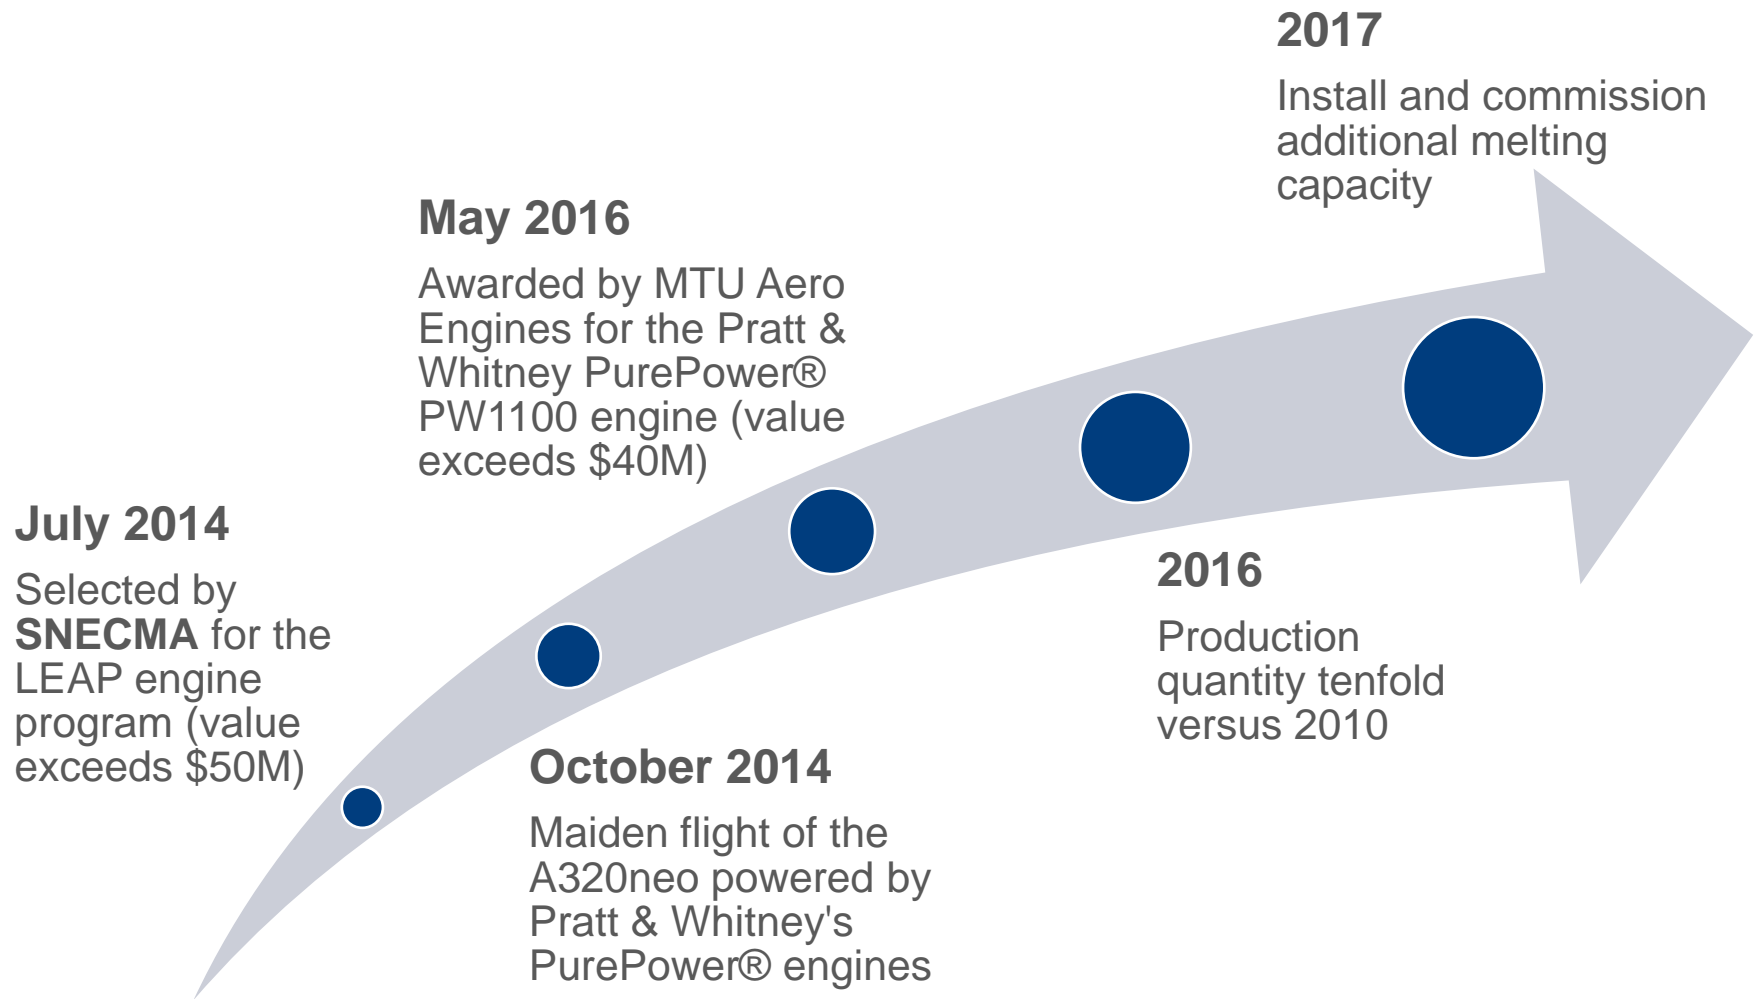 July 2014
Selected by
SNECMA for the
LEAP engine
program (value
exceeds $50M)
October 2014
Maiden flight of the
A320neo powered by
Pratt & Whitney's
PurePower® engines
May 2016
Awarded by MTU Aero
Engines for the Pratt &
Whitney PurePower®
PW1100 engine (value
exceeds $40M)
2016
Production
quantity tenfold
versus 2010
2017
Install and commission
additional melting
capacity